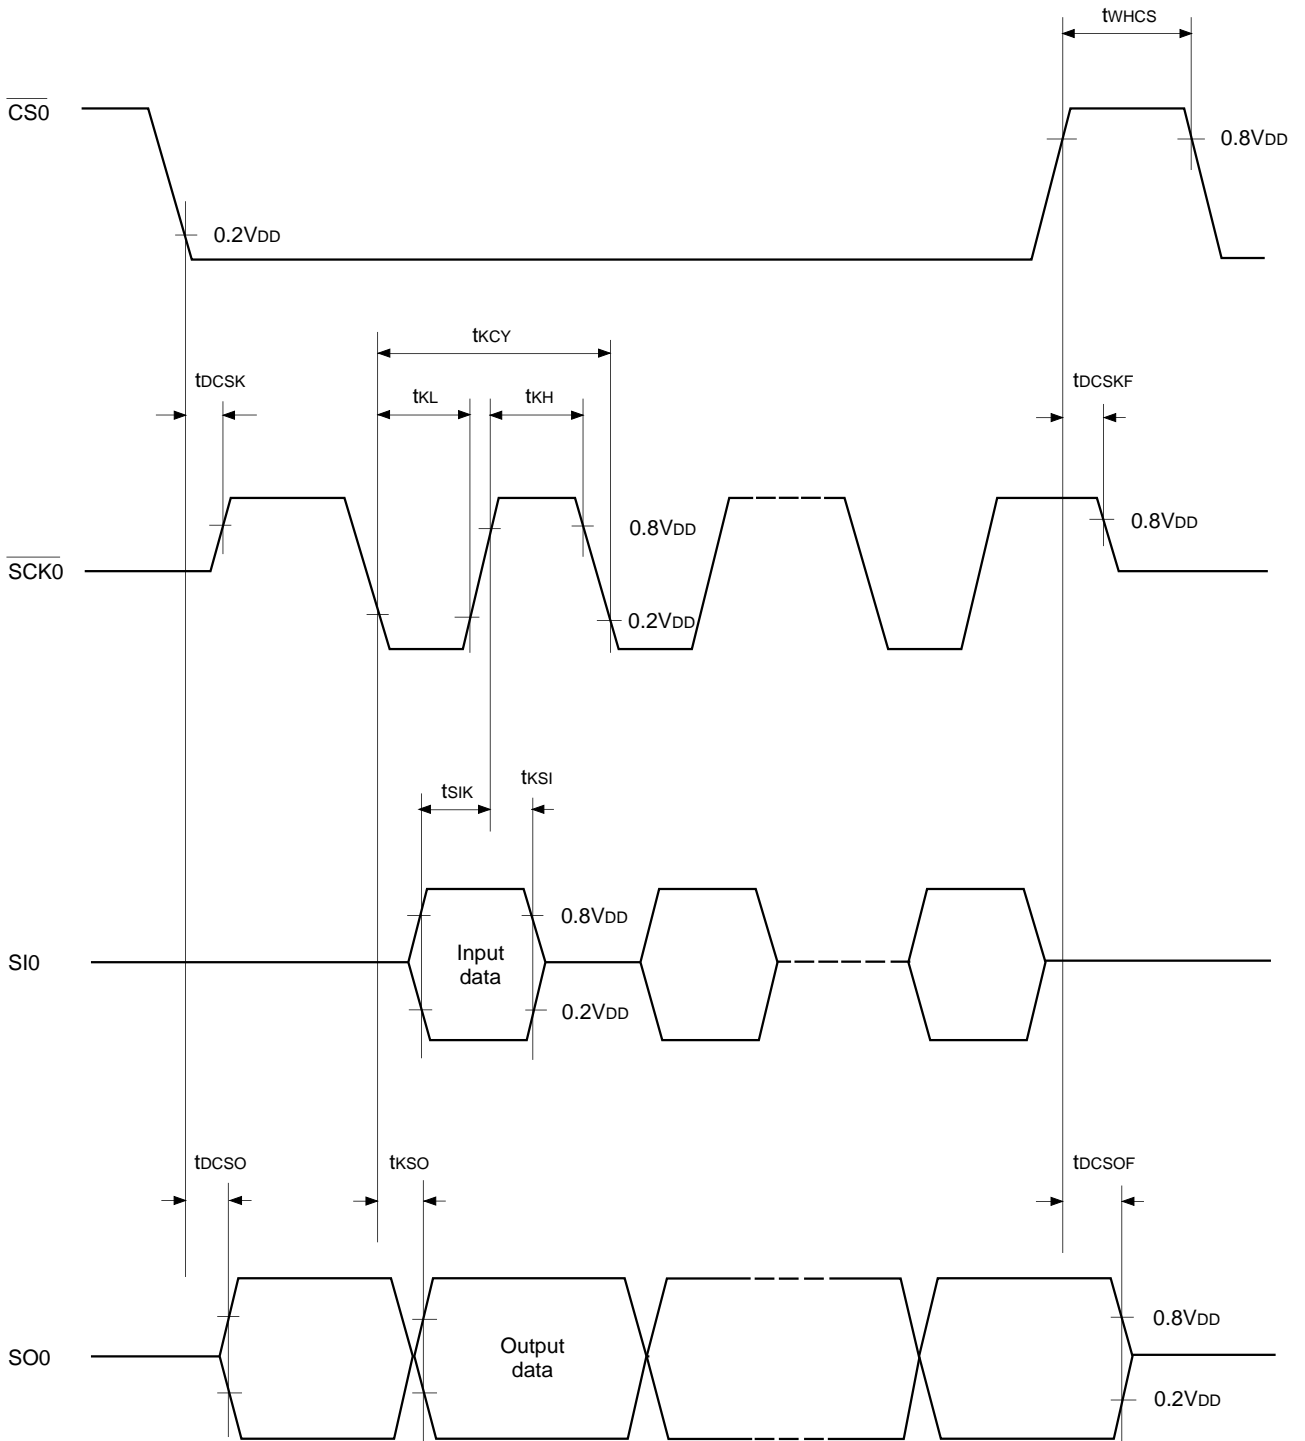 tWHCS
CS0
0.8VDD
0.2VDD
tKCY
tDCSK
tKL
tKH
tDCSKF
0.8VDD
0.8VDD
SCK0
0.2VDD
tSIK
tKSI
0.8VDD
Input
data
SI0
0.2VDD
tDCSO
tKSO
tDCSOF
0.8VDD
Output
data
SO0
0.2VDD